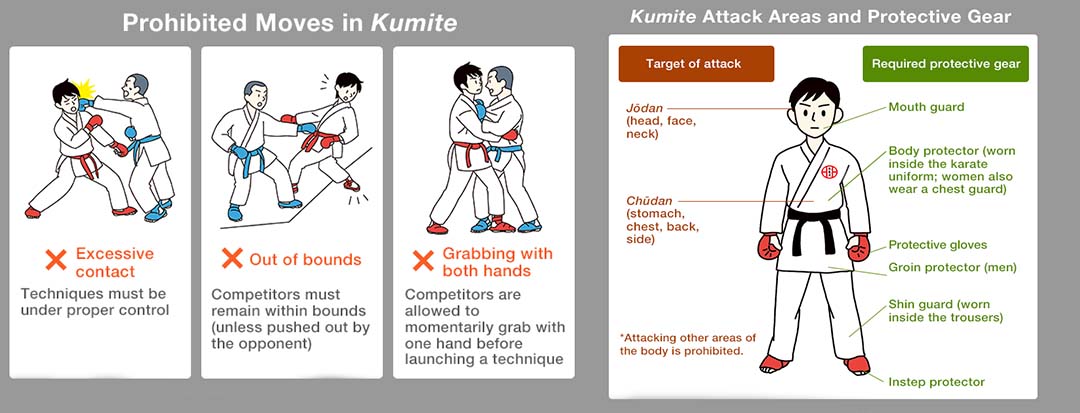 Prohibited Moves in Kumite
Excessive
contact
Techniques must be
under proper control
Out of bounds
Competitors must
remain within bounds
(unless pushed out by
the opponent)
Grabbing with
both hands
Competitors are
allowed to
momentarily grab with
one hand before
launching a technique
Kumite Attack Areas and Protective Gear
Target of attack
Jōdan
(head, face,
neck)
Chūdan
(stomach,
chest, back,
side)
*Attacking other areas of
the body is prohibited.
Required protective gear
Mouth guard
Body protector (worn
inside the karate
uniform; women also
wear a chest guard)
Protective gloves
Groin protector (men)
Shin guard (worn
inside the trousers)
Instep protector